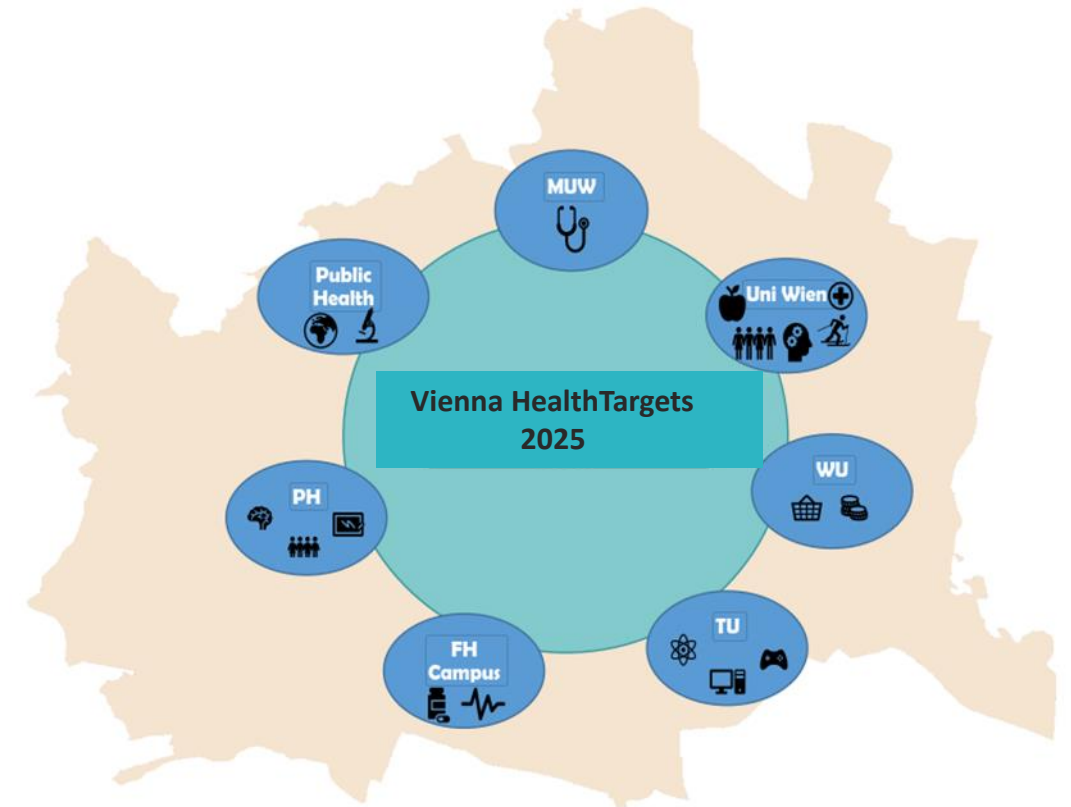 MUW
Public
Health
Uni Wien
Vienna HealthTargets
2025
WU
PH
TU
FH
Campus